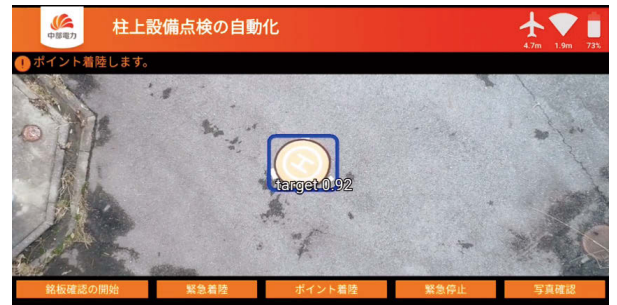 中部電力
柱上設備点検の自動化
4.7m 1.9m 73%
! ポイント着陸します。
H
target 0.92
銘板確認の開始 緊急着陸 ポイント着陸 緊急停止 写真確認